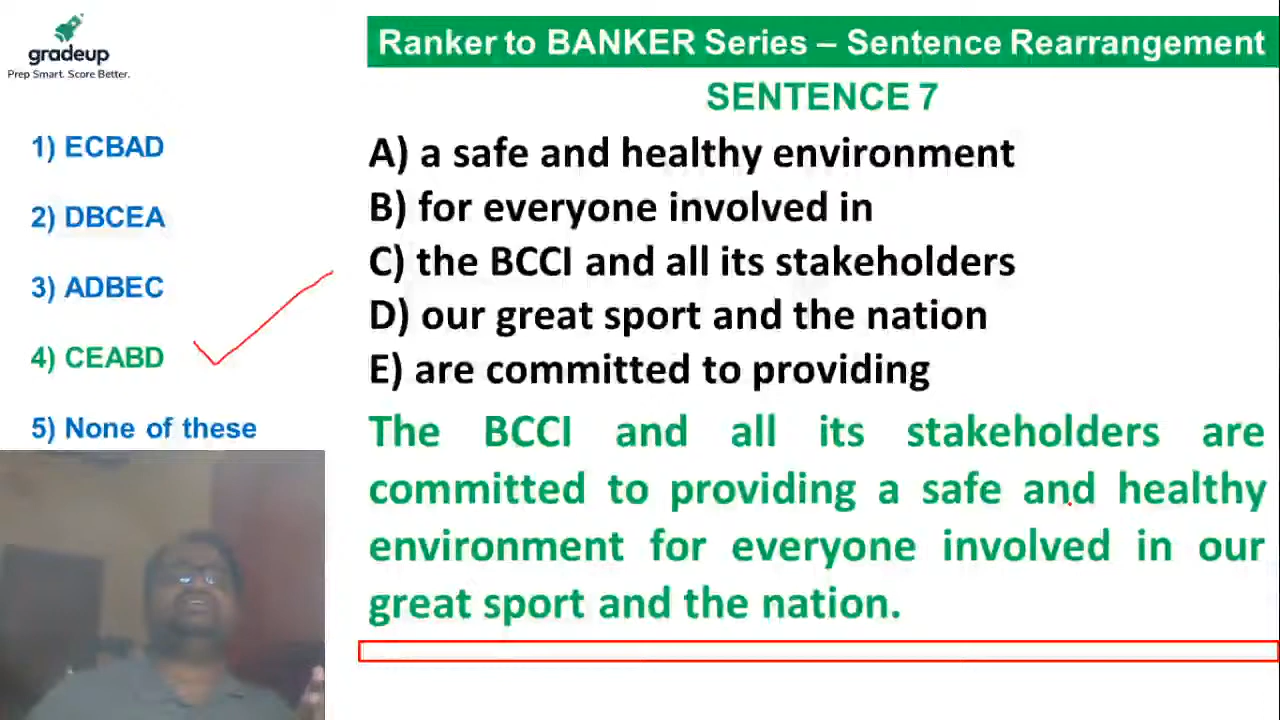 gradeup
Prep Smart. Score Better.
Ranker to BANKER Series – Sentence Rearrangement
SENTENCE 7
1) ECBAD
2) DBCEA
3) ADBEC
4) CEABD
5) None of these
A) a safe and healthy environment
B) for everyone involved in
C) the BCCI and all its stakeholders
D) our great sport and the nation
E) are committed to providing
The BCCI and all its stakeholders are
committed to providing a safe and healthy
environment for everyone involved in our
great sport and the nation.